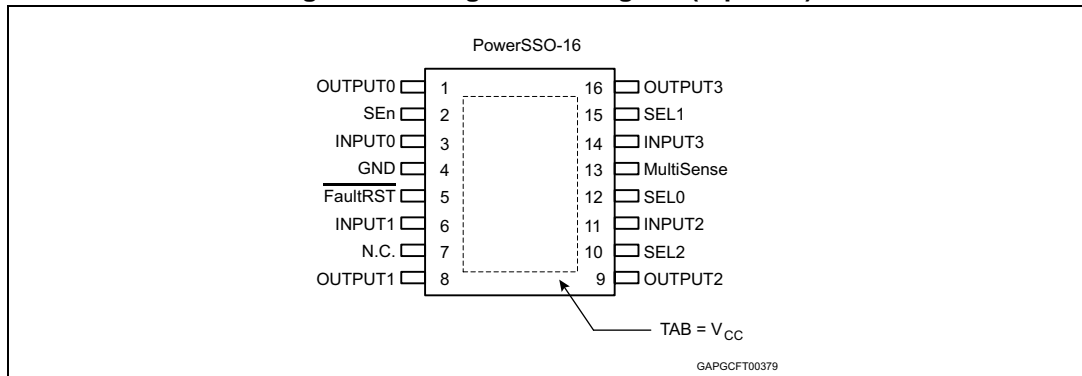 PowerSSO-16
OUTPUT0 1 16 OUTPUT3
SEn 2 15 SEL1
INPUT0 3 14 INPUT3
GND 4 13 MultiSense
FaultRST 5 12 SEL0
INPUT1 6 11 INPUT2
N.C. 7 10 SEL2
OUTPUT1 8 9 OUTPUT2
TAB = VCC
GAPGCFT00379